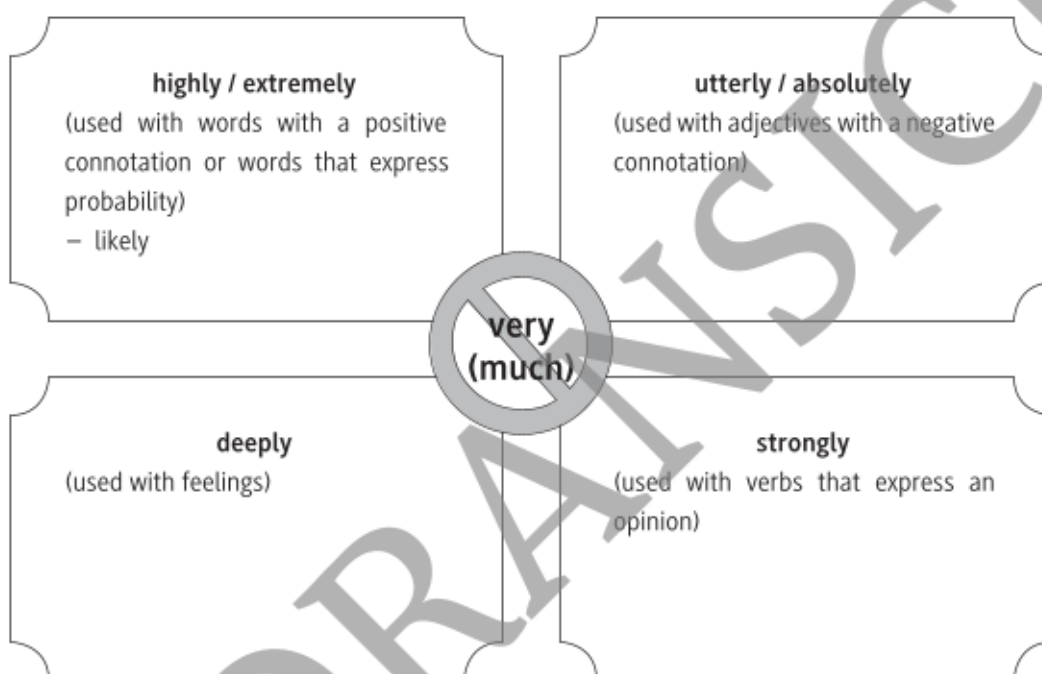 highly / extremely
(used with words with a positive
connotation or words that express
probability)
– likely
utterly / absolutely
(used with adjectives with a negative
connotation)
very
(much)
deeply
(used with feelings)
strongly
(used with verbs that express an
opinion)